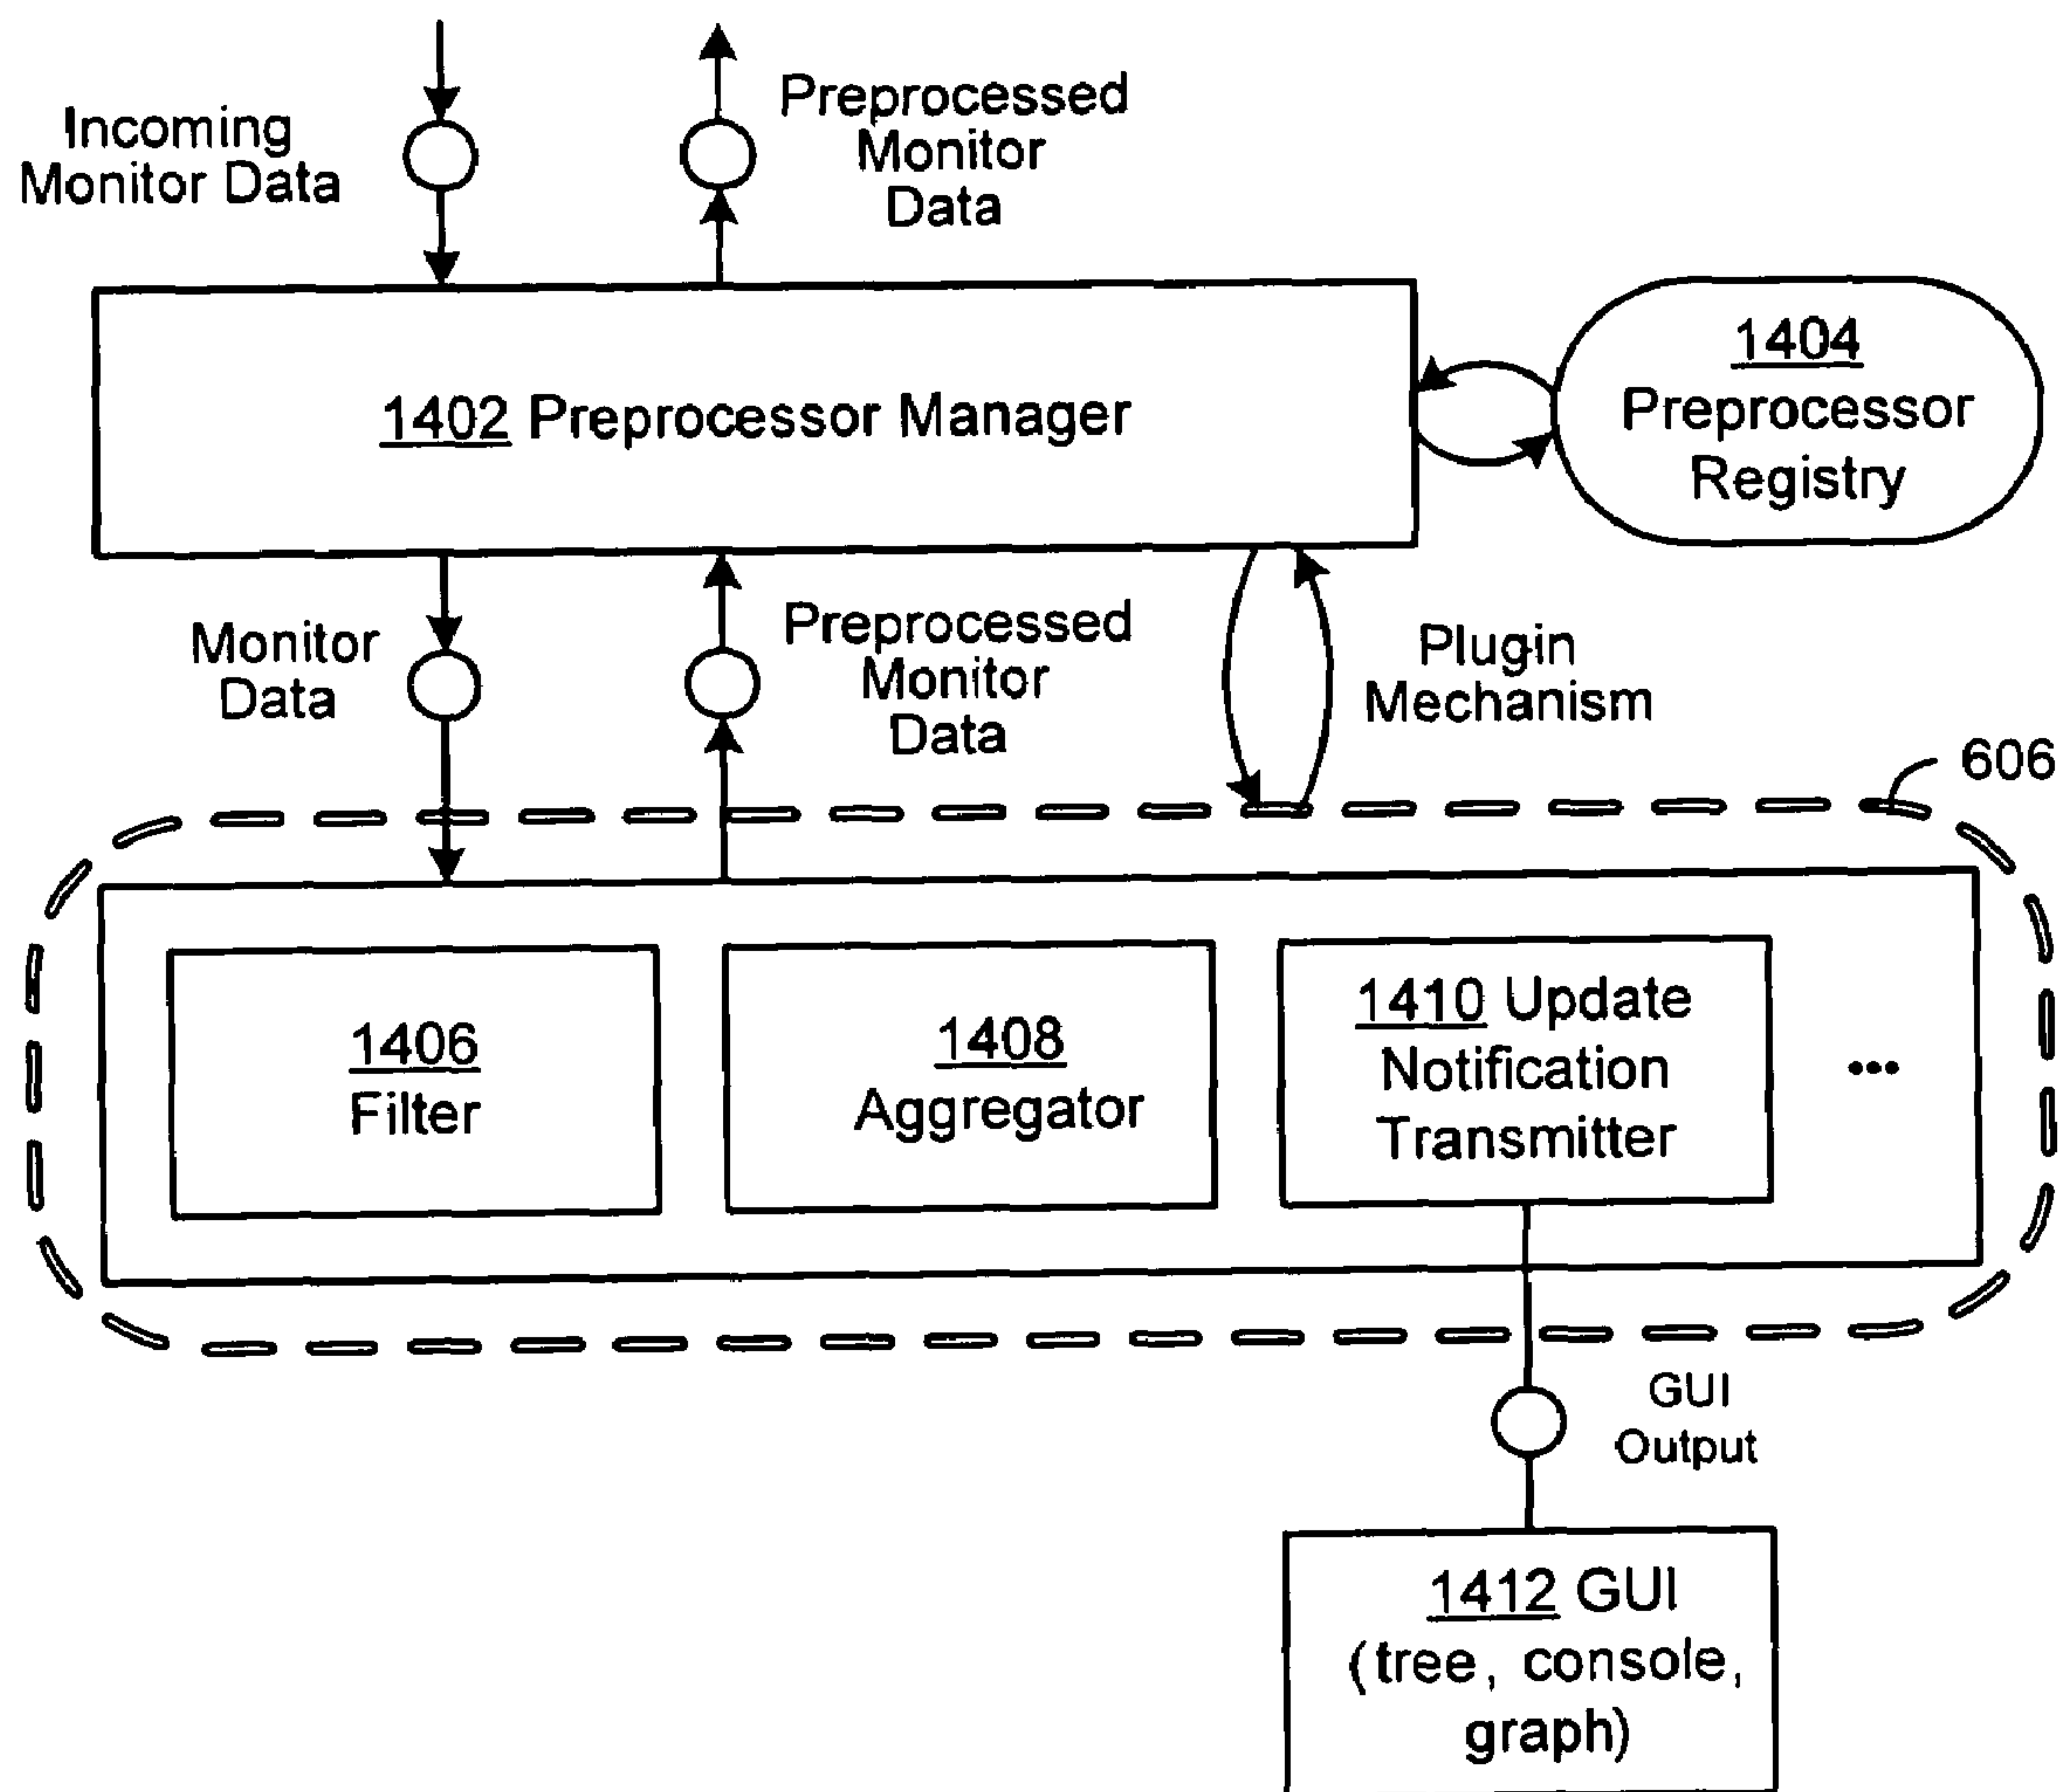 Incoming
Monitor Data
Preprocessed
Monitor
Data
1402 Preprocessor Manager
1404
Preprocessor
Registry
Monitor
Data
Preprocessed
Monitor
Data
Plugin
Mechanism
606
1406
Filter
1408
Aggregator
1410 Update
Notification
Transmitter
...
GUI
Output
1412 GUI
(tree, console,
graph)